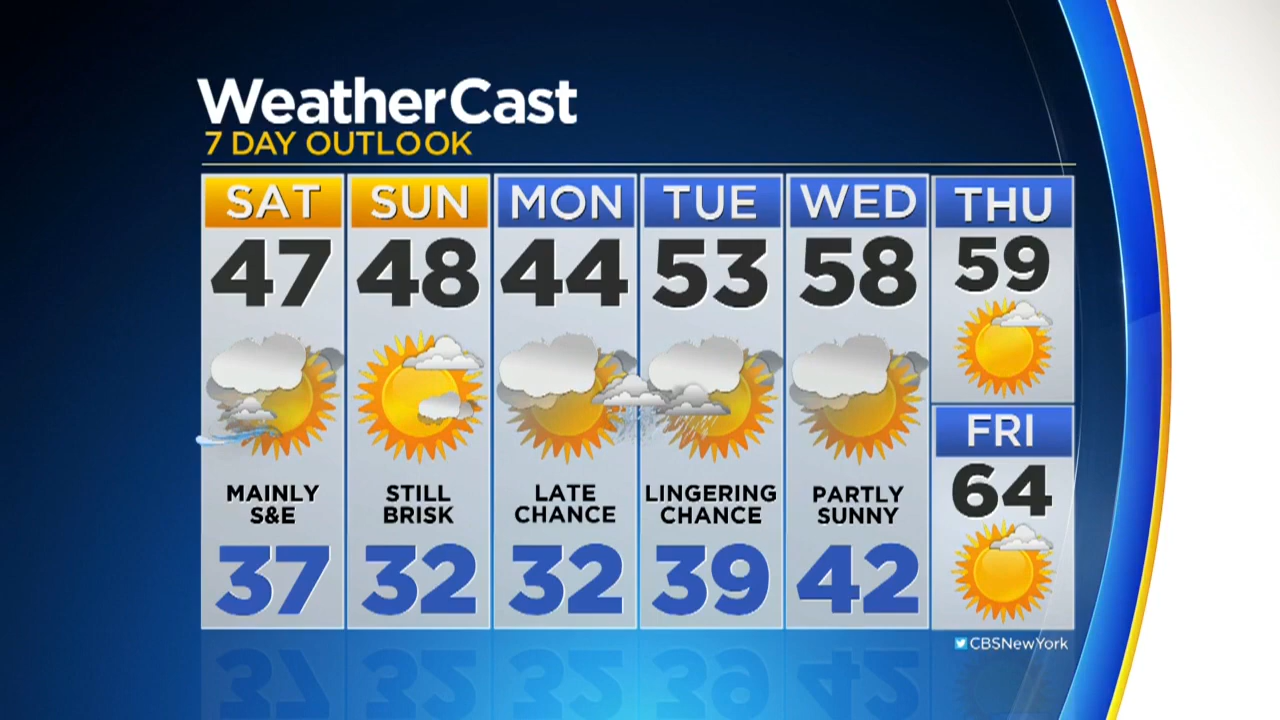 WeatherCast
7 DAY OUTLOOK
SAT
47
MAINLY
S&E
37
SUN
48
STILL
BRISK
32
MON
44
LATE
CHANCE
32
TUE
53
LINGERING
CHANCE
39
WED
58
PARTLY
SUNNY
42
THU
59
FRI
64
CBSNewYork